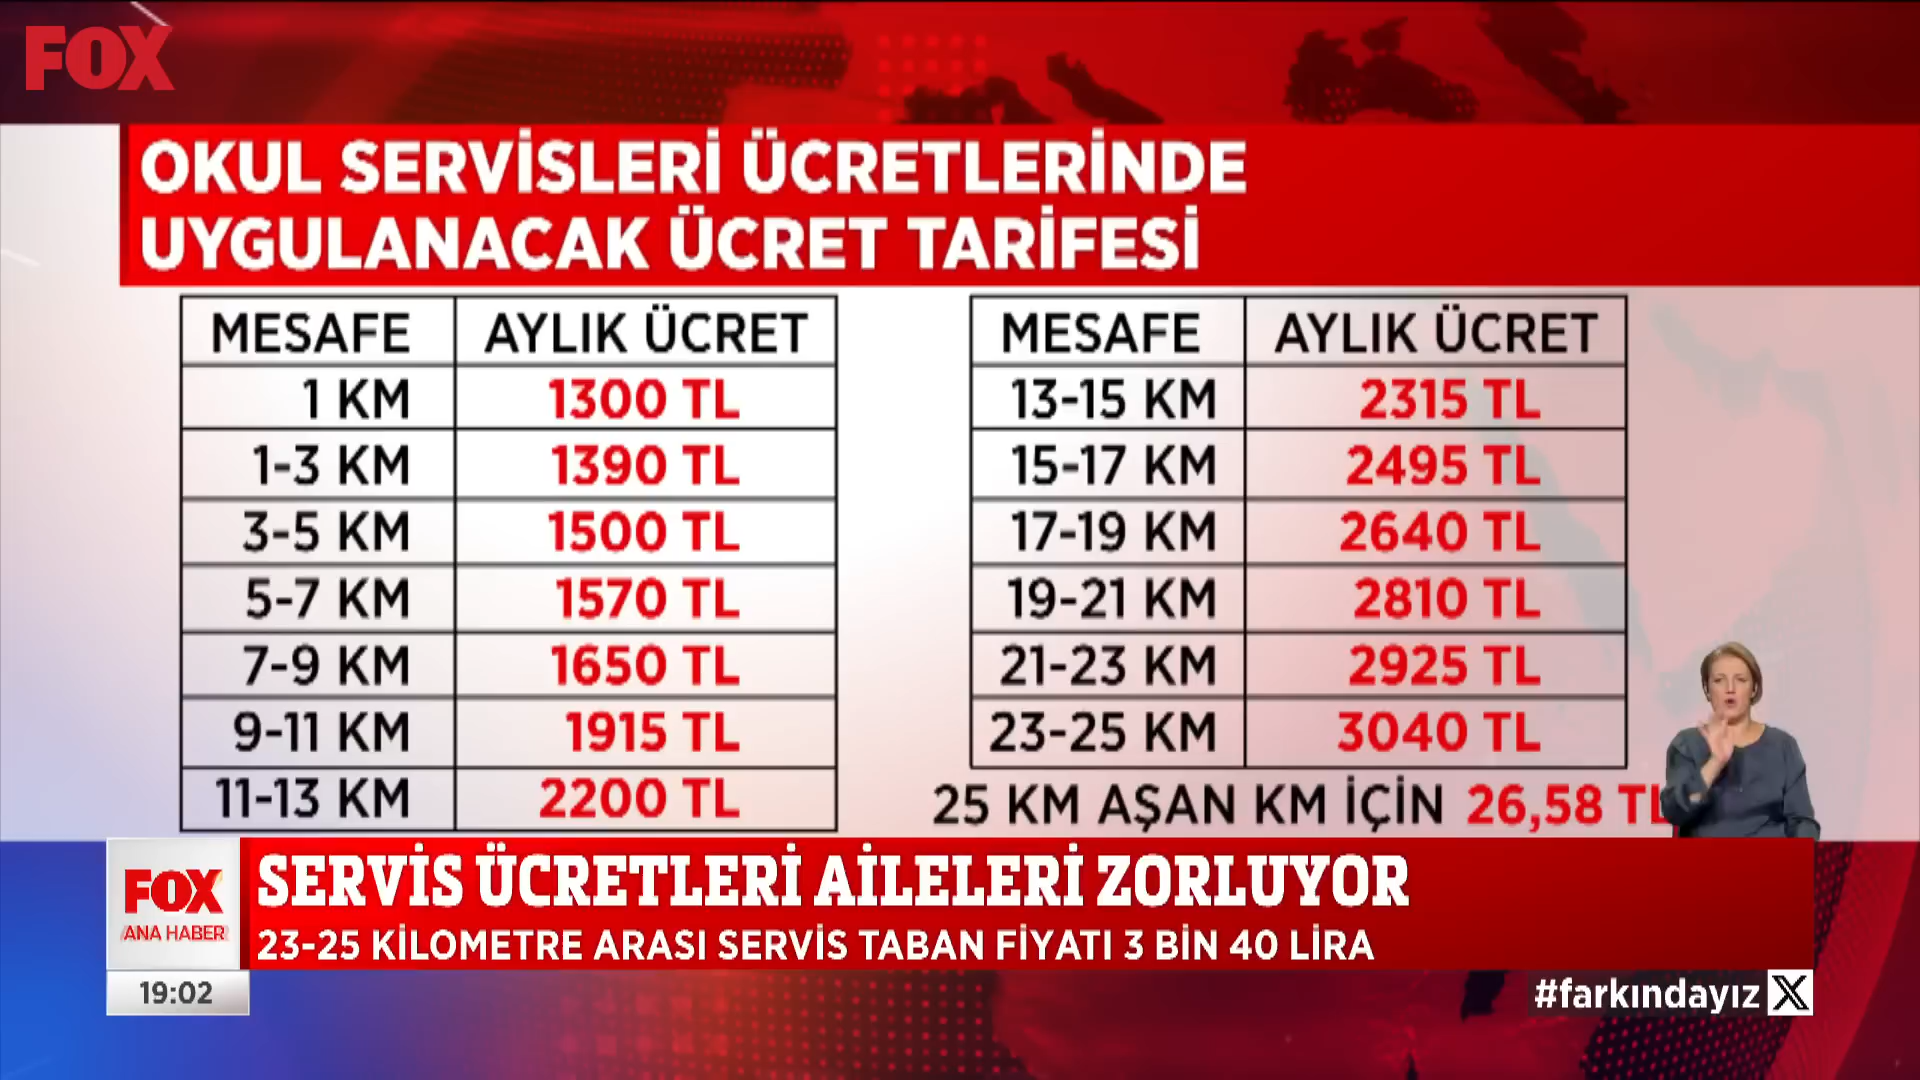 FOX
OKUL SERVİSLERİ ÜCRETLERİNDE
UYGULANACAK ÜCRET TARİFESİ
MESAFE AYLIK ÜCRET
1 KM 1300 TL
1-3 KM 1390 TL
3-5 KM 1500 TL
5-7 KM 1570 TL
7-9 KM 1650 TL
9-11 KM 1915 TL
11-13 KM 2200 TL
MESAFE AYLIK ÜCRET
13-15 KM 2315 TL
15-17 KM 2495 TL
17-19 KM 2640 TL
19-21 KM 2810 TL
21-23 KM 2925 TL
23-25 KM 3040 TL
25 KM AŞAN KM İÇİN 26,58 TL
FOX
ANA HABER
SERVİS ÜCRETLERİ AİLELERİ ZORLUYOR
23-25 KİLOMETRE ARASI SERVİS TABAN FİYATI 3 BİN 40 LİRA
19:02
#farkındayız X